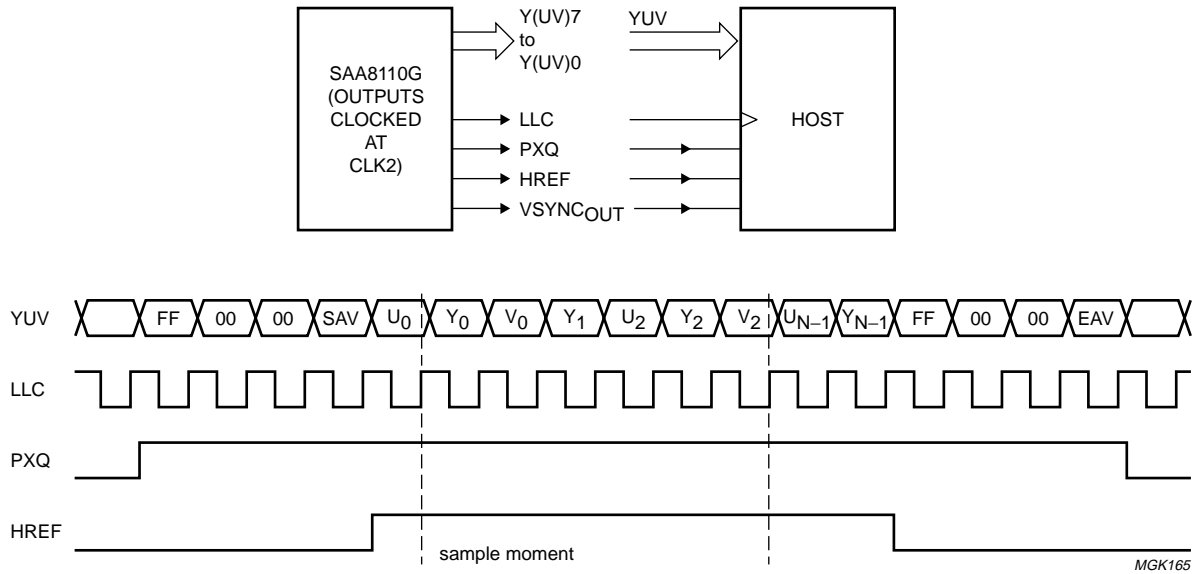 SAA8110G
(OUTPUTS
CLOCKED
AT
CLK2)
Y(UV)7
to
Y(UV)0
YUV
LLC
PXQ
HREF
VSYNCOUT
HOST
YUV FF 00 00 SAV U0 Y0 V0 Y1 U2 Y2 V2 UN–1 YN–1 FF 00 00 EAV
LLC
PXQ
HREF
sample moment
MGK165